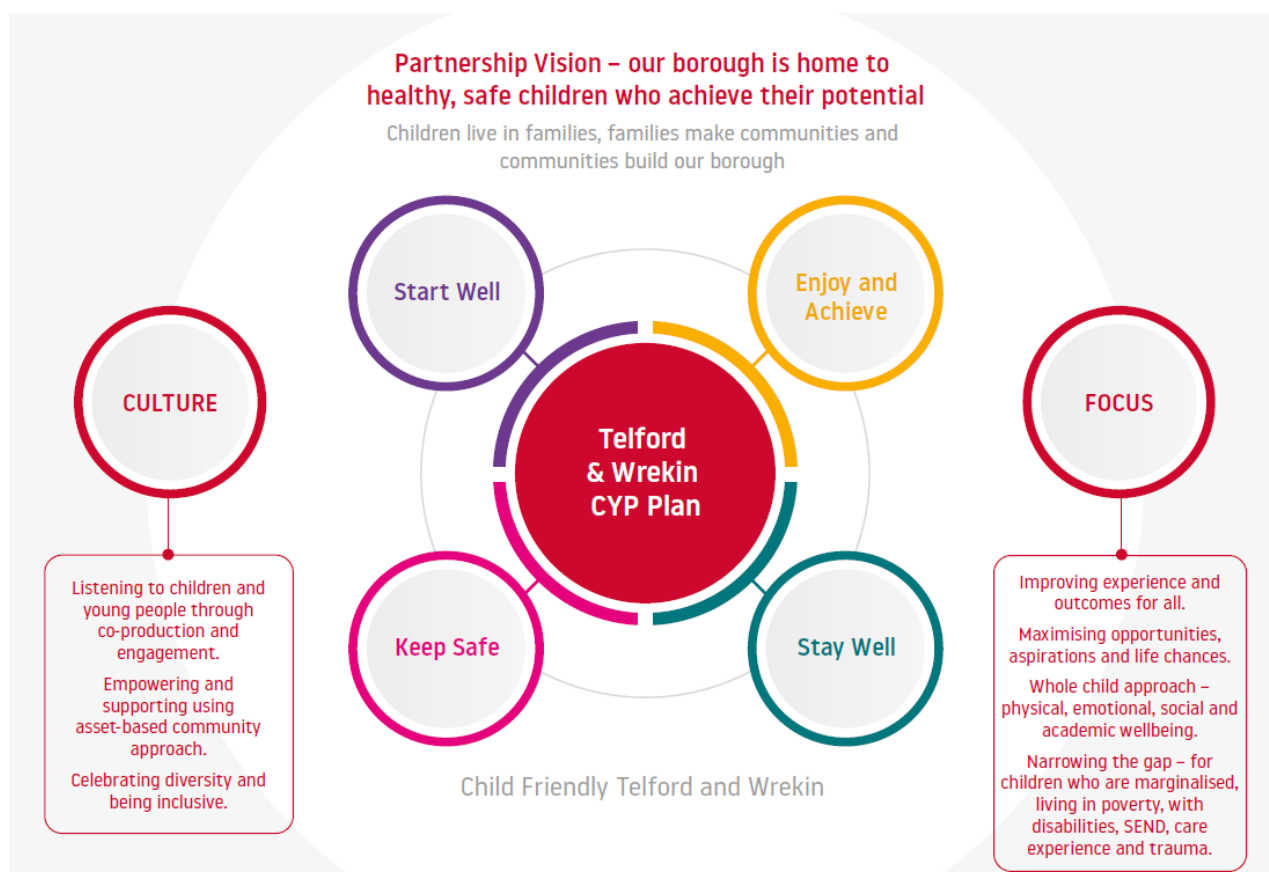 Partnership Vision – our borough is home to
healthy, safe children who achieve their potential
Children live in families, families make communities and
communities build our borough
Start Well
Enjoy and
Achieve
CULTURE
FOCUS
Telford
& Wrekin
CYP Plan
Listening to children and
young people through
co-production and
engagement.
Empowering and
supporting using
asset-based community
approach.
Celebrating diversity and
being inclusive.
Keep Safe
Stay Well
Improving experience and
outcomes for all.
Maximising opportunities,
aspirations and life chances.
Whole child approach –
physical, emotional, social and
academic wellbeing.
Narrowing the gap – for
children who are marginalised,
living in poverty, with
disabilities, SEND, care
experience and trauma.
Child Friendly Telford and Wrekin